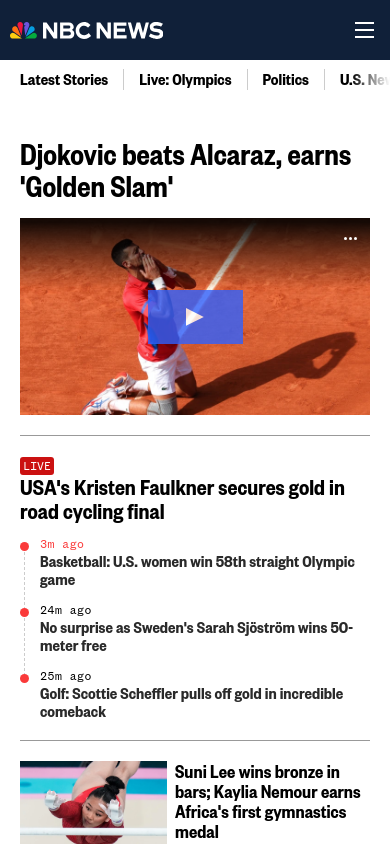 NBC NEWS
Latest Stories
Live: Olympics
Politics
U.S. Ne
Djokovic beats Alcaraz, earns
'Golden Slam'
LIVE
USA's Kristen Faulkner secures gold in
road cycling final
3m ago
Basketball: U.S. women win 58th straight Olympic
game
24m ago
No surprise as Sweden's Sarah Sjöström wins 50-
meter free
25m ago
Golf: Scottie Scheffler pulls off gold in incredible
comeback
Suni Lee wins bronze in
bars; Kaylia Nemour earns
Africa's first gymnastics
medal